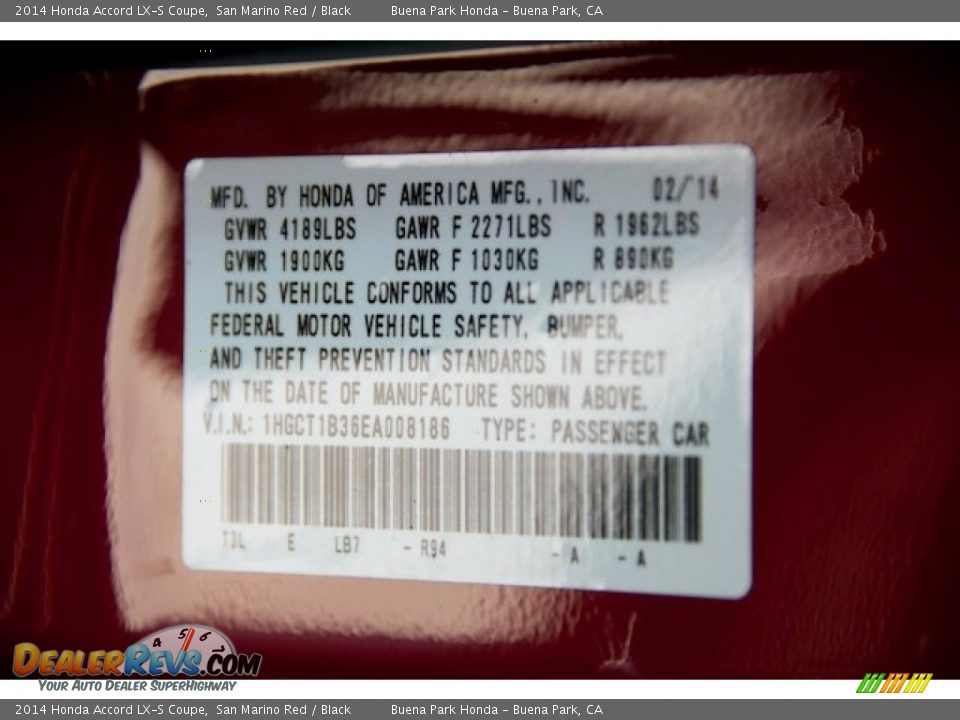 2014 Honda Accord LX-S Coupe, San Marino Red / Black Buena Park Honda - Buena Park, CA
MFD. BY HONDA OF AMERICA MFG., INC. 02/14
GVWR 4189LBS GAWR F 2271LBS R 1962LBS
GVWR 1900KG GAWR F 1030KG R 890KG
THIS VEHICLE CONFORMS TO ALL APPLICABLE
FEDERAL MOTOR VEHICLE SAFETY, BUMPER,
AND THEFT PREVENTION STANDARDS IN EFFECT
ON THE DATE OF MANUFACTURE SHOWN ABOVE.
V.I.N.: 1HGCT1B36EA008186 TYPE: PASSENGER CAR
T3L E LB7 - R94 - A - A
4 5 6
DEALERREVS.COM
YOUR AUTO DEALER SUPERHIGHWAY
2014 Honda Accord LX-S Coupe, San Marino Red / Black Buena Park Honda - Buena Park, CA